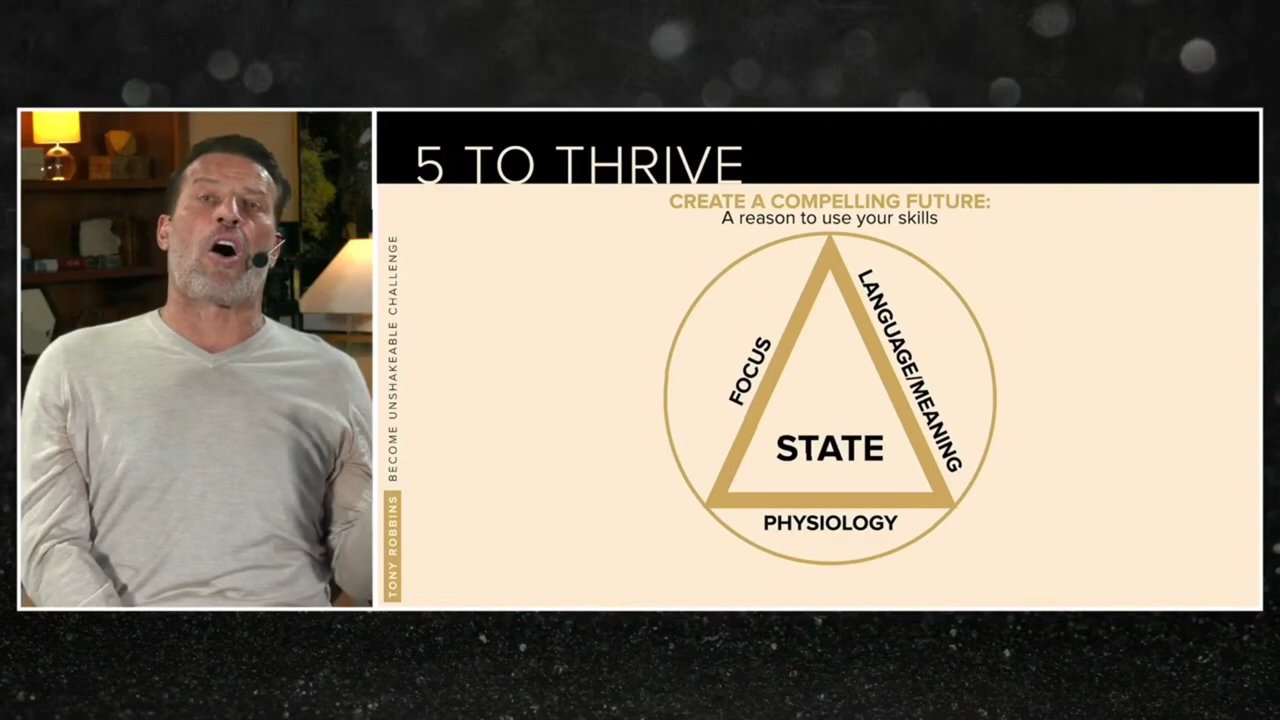 5 TO THRIVE
CREATE A COMPELLING FUTURE:
A reason to use your skills
FOCUS
LANGUAGE/MEANING
STATE
PHYSIOLOGY
TONY ROBBINS BECOME UNSHAKEABLE CHALLENGE